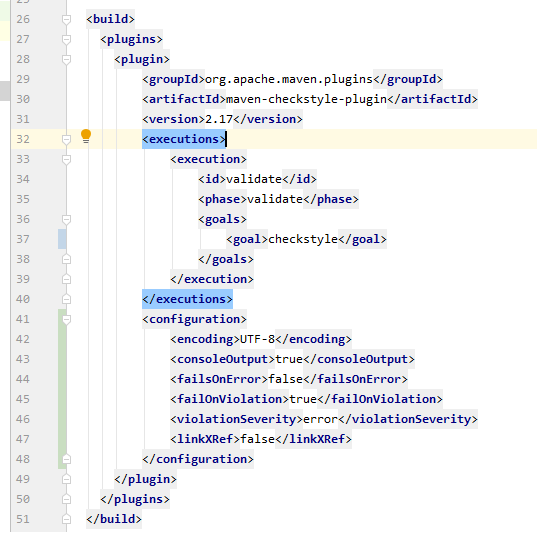 26 <build>
27 <plugins>
28 <plugin>
29 <groupId>org.apache.maven.plugins</groupId>
30 <artifactId>maven-checkstyle-plugin</artifactId>
31 <version>2.17</version>
32 <executions>
33 <execution>
34 <id>validate</id>
35 <phase>validate</phase>
36 <goals>
37 <goal>checkstyle</goal>
38 </goals>
39 </execution>
40 </executions>
41 <configuration>
42 <encoding>UTF-8</encoding>
43 <consoleOutput>true</consoleOutput>
44 <failsOnError>false</failsOnError>
45 <failOnViolation>true</failOnViolation>
46 <violationSeverity>error</violationSeverity>
47 <linkXRef>false</linkXRef>
48 </configuration>
49 </plugin>
50 </plugins>
51 </build>